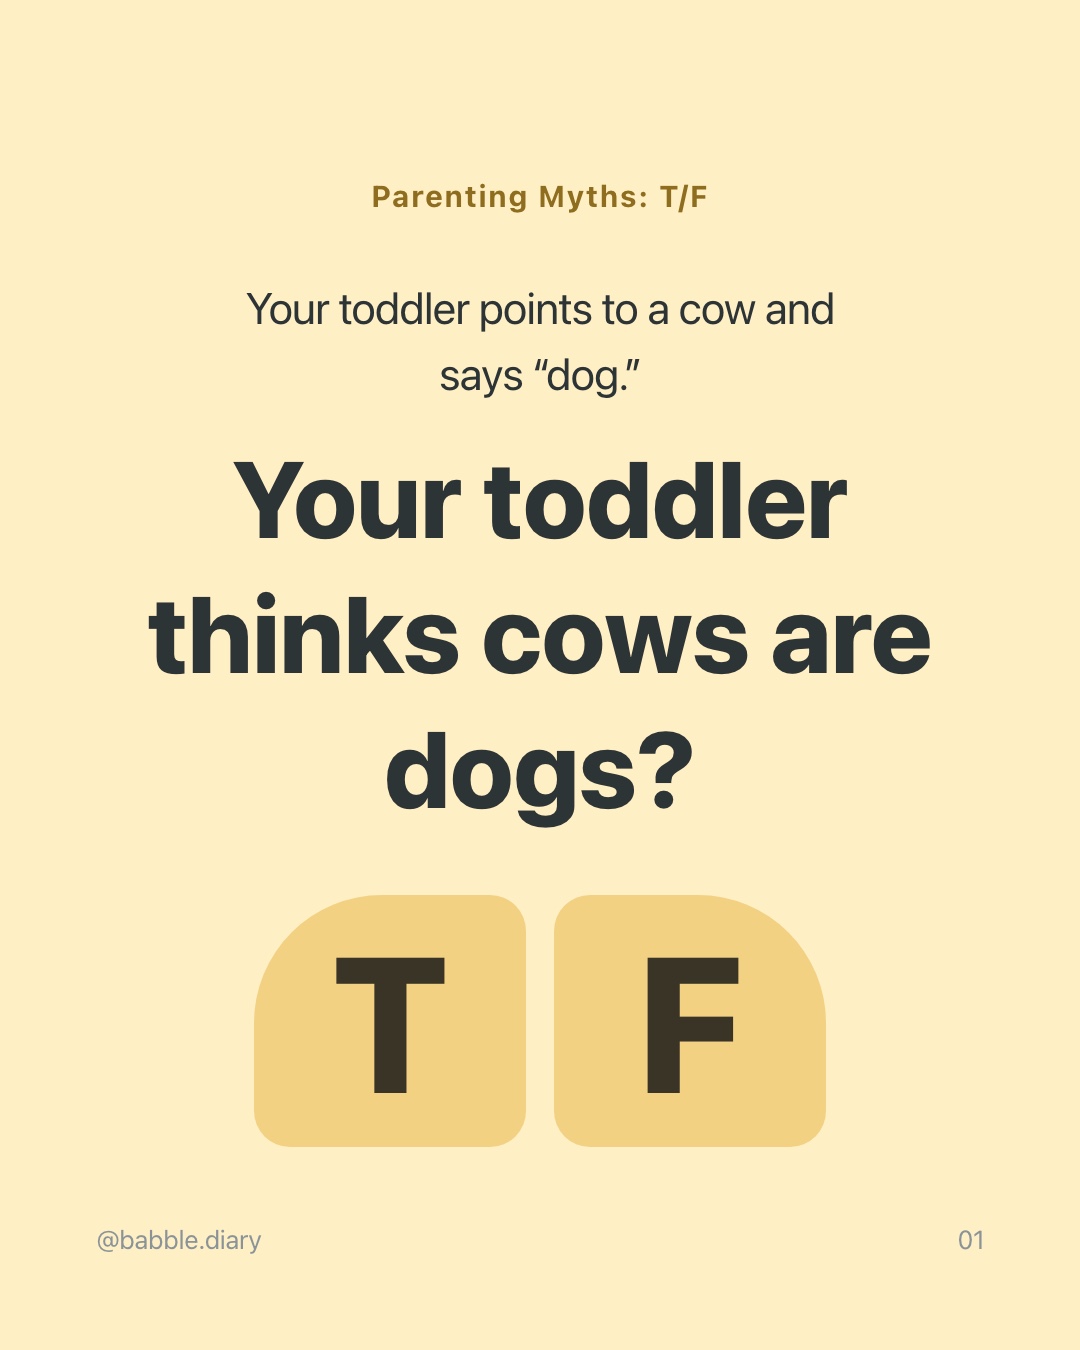 Parenting Myths: T/F
Your toddler points to a cow and
says “dog.”
Your toddler
thinks cows are
dogs?
T F
@babble.diary 01